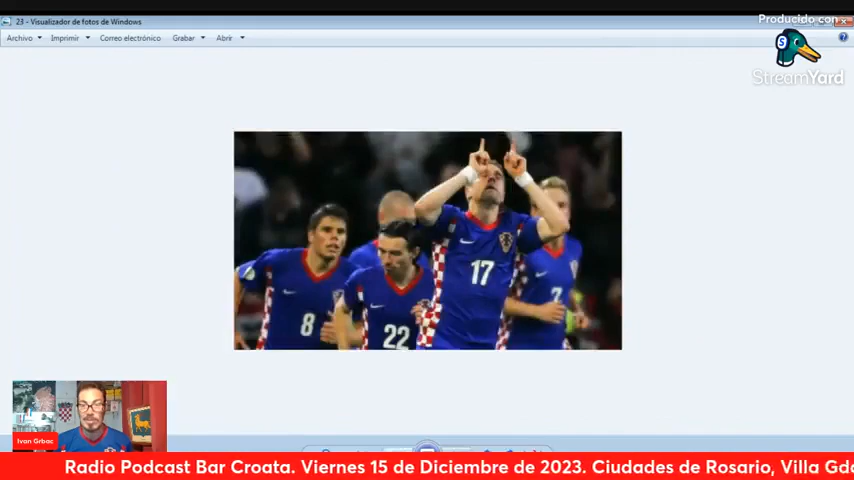 23 - Visualizador de fotos de Windows
Producido con
Archivo Imprimir Correo electrónico Grabar Abrir
StreamYard
17
8
22
Ivan Grbac
Radio Podcast Bar Croata. Viernes 15 de Diciembre de 2023. Ciudades de Rosario, Villa Gdo